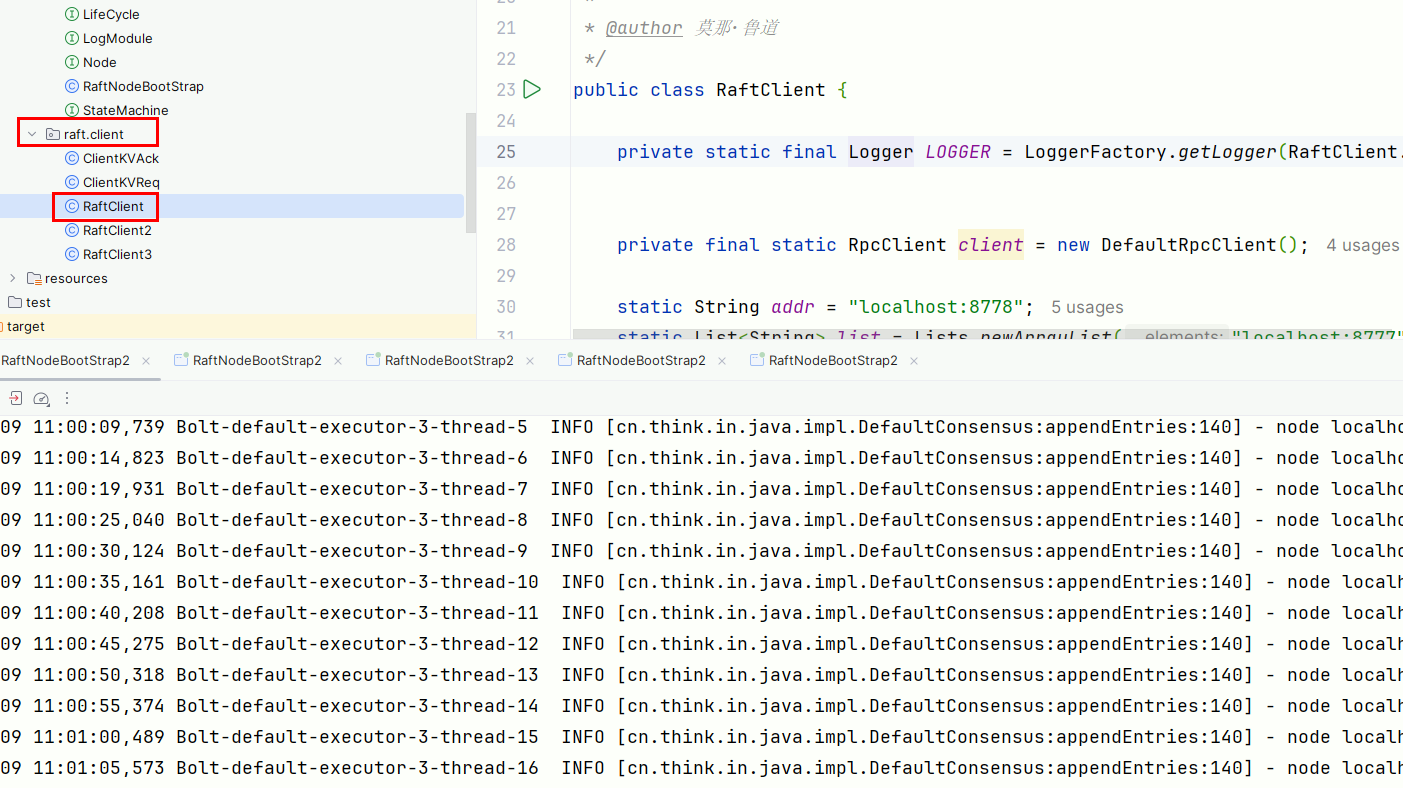 LifeCycle
LogModule
Node
RaftNodeBootStrap
StateMachine
raft.client
ClientKVAck
ClientKVReq
RaftClient
RaftClient2
RaftClient3
resources
test
target
20 *
21 * @author 莫那·鲁道
22 */
23 public class RaftClient {
24
25 private static final Logger LOGGER = LoggerFactory.getLogger(RaftClient.
26
27
28 private final static RpcClient client = new DefaultRpcClient(); 4 usages
29
30 static String addr = "localhost:8778"; 5 usages
31 static List<String> list = Lists.newArrayList( elements: "localhost:8777"
RaftNodeBootStrap2 RaftNodeBootStrap2 RaftNodeBootStrap2 RaftNodeBootStrap2 RaftNodeBootStrap2
09 11:00:09,739 Bolt-default-executor-3-thread-5 INFO [cn.think.in.java.impl.DefaultConsensus:appendEntries:140] - node localho
09 11:00:14,823 Bolt-default-executor-3-thread-6 INFO [cn.think.in.java.impl.DefaultConsensus:appendEntries:140] - node localho
09 11:00:19,931 Bolt-default-executor-3-thread-7 INFO [cn.think.in.java.impl.DefaultConsensus:appendEntries:140] - node localho
09 11:00:25,040 Bolt-default-executor-3-thread-8 INFO [cn.think.in.java.impl.DefaultConsensus:appendEntries:140] - node localho
09 11:00:30,124 Bolt-default-executor-3-thread-9 INFO [cn.think.in.java.impl.DefaultConsensus:appendEntries:140] - node localho
09 11:00:35,161 Bolt-default-executor-3-thread-10 INFO [cn.think.in.java.impl.DefaultConsensus:appendEntries:140] - node localh
09 11:00:40,208 Bolt-default-executor-3-thread-11 INFO [cn.think.in.java.impl.DefaultConsensus:appendEntries:140] - node localh
09 11:00:45,275 Bolt-default-executor-3-thread-12 INFO [cn.think.in.java.impl.DefaultConsensus:appendEntries:140] - node localh
09 11:00:50,318 Bolt-default-executor-3-thread-13 INFO [cn.think.in.java.impl.DefaultConsensus:appendEntries:140] - node localh
09 11:00:55,374 Bolt-default-executor-3-thread-14 INFO [cn.think.in.java.impl.DefaultConsensus:appendEntries:140] - node localh
09 11:01:00,489 Bolt-default-executor-3-thread-15 INFO [cn.think.in.java.impl.DefaultConsensus:appendEntries:140] - node localh
09 11:01:05,573 Bolt-default-executor-3-thread-16 INFO [cn.think.in.java.impl.DefaultConsensus:appendEntries:140] - node localh